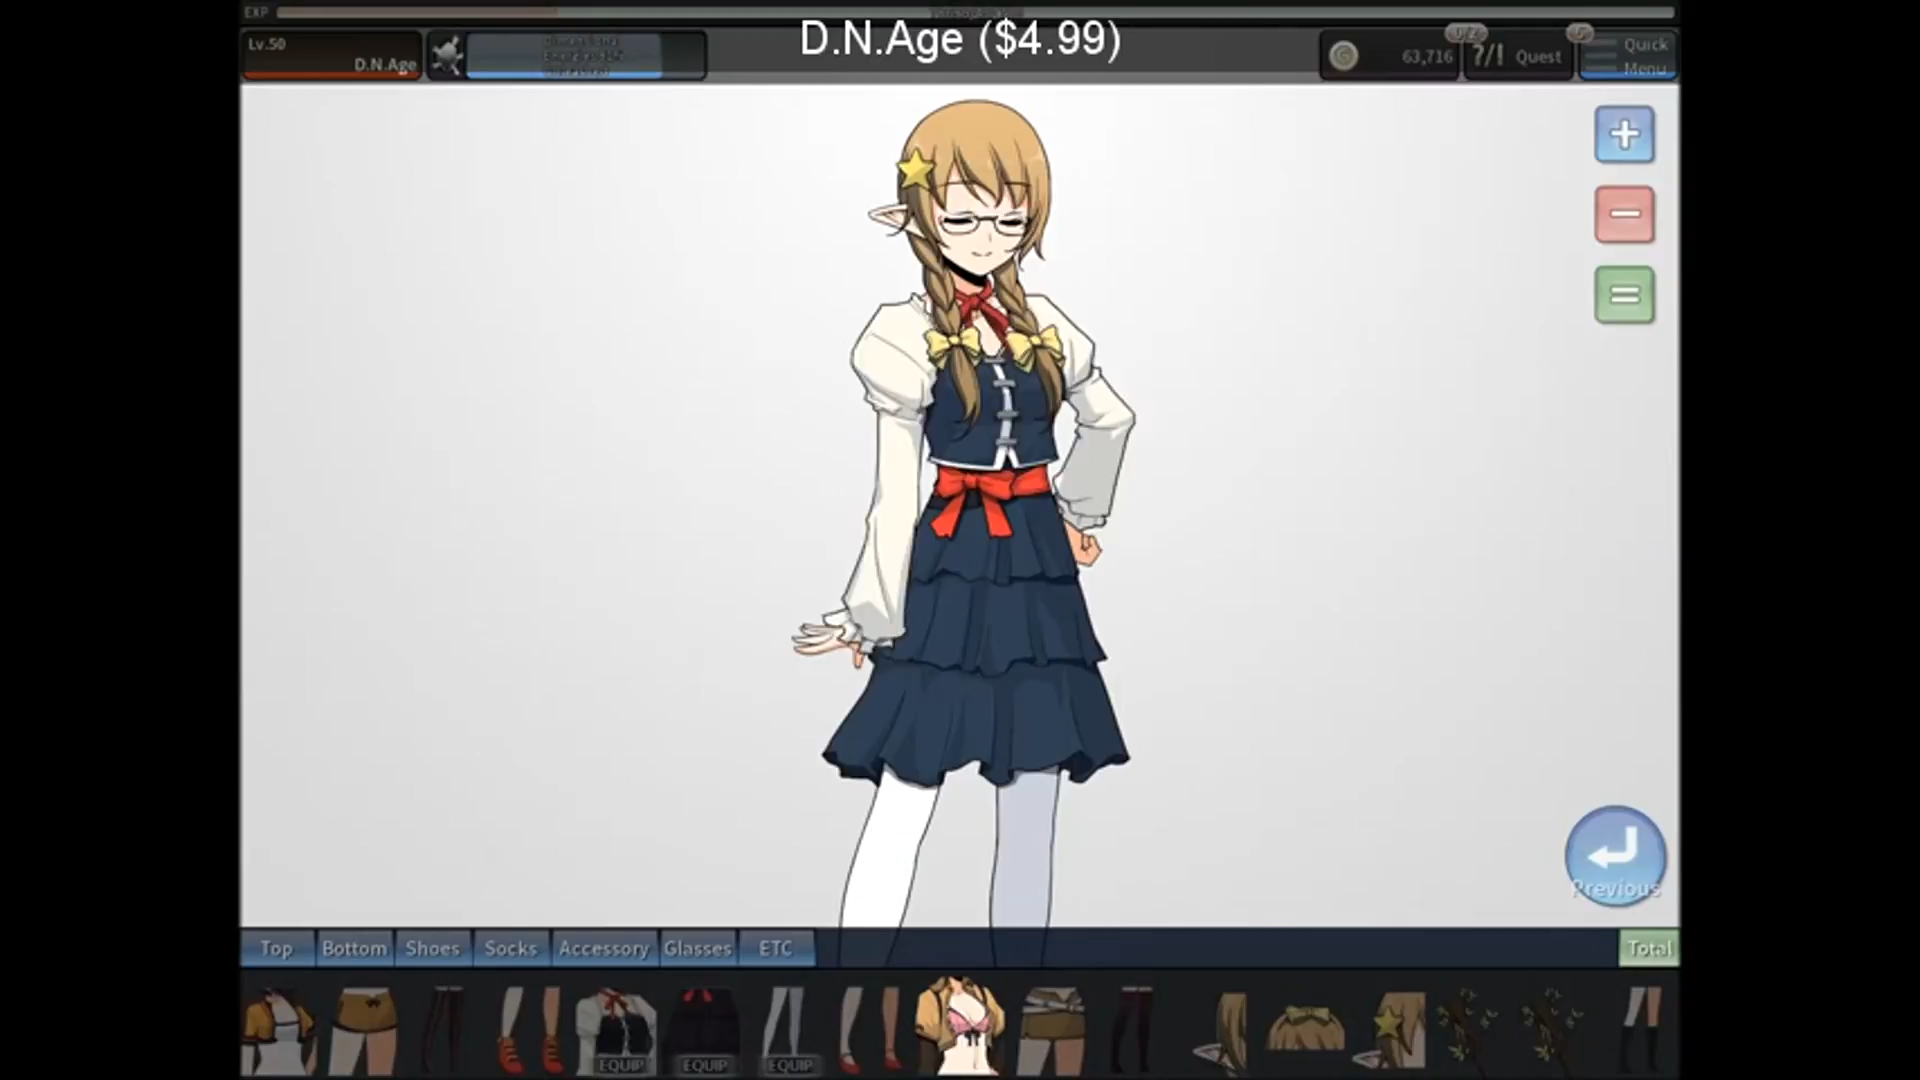 EXP
D.N.Age ($4.99)
Lv.50
D.N.Age
63,716
?/! Quest
Quick
Menu
Previous
Top
Bottom
Shoes
Socks
Accessory
Glasses
ETC
Total
EQUIP
EQUIP
EQUIP